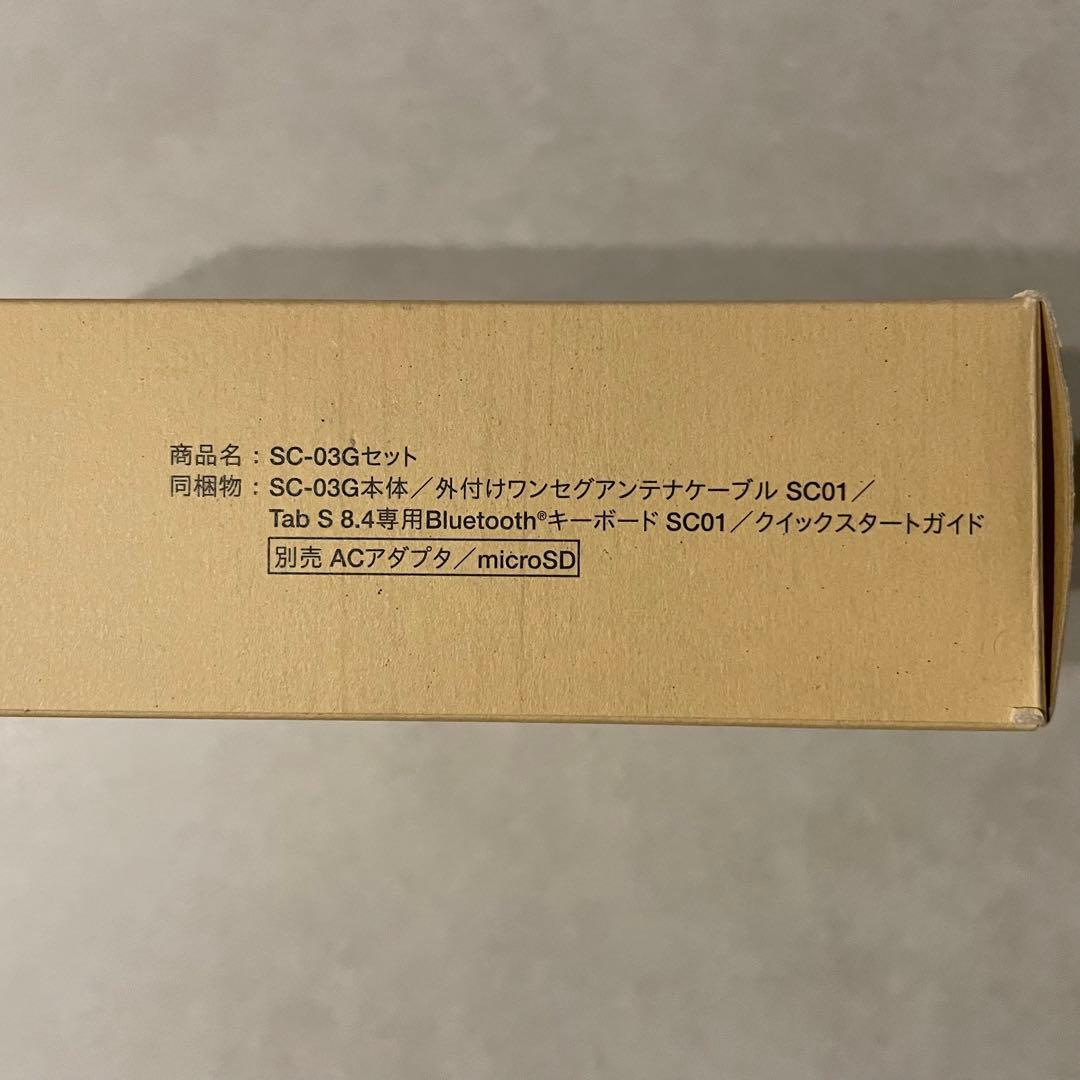 商品名：SC-03Gセット
同梱物：SC-03G本体／外付けワンセグアンテナケーブル SC01／
Tab S 8.4専用Bluetooth®キーボード SC01／クイックスタートガイド
別売 ACアダプタ／microSD